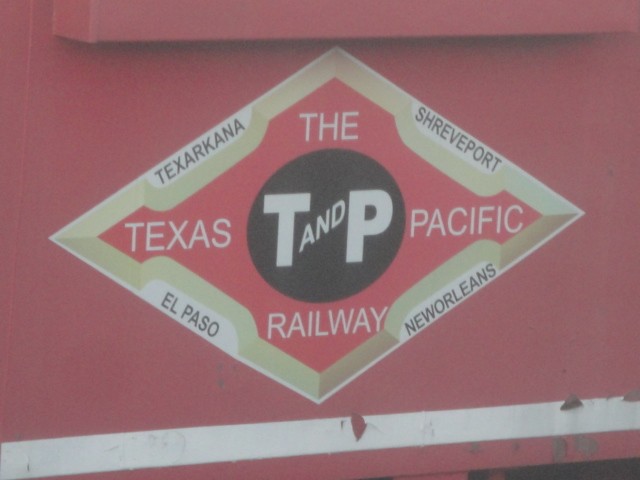 THE
TEXARKANA
SHREVEPORT
TEXAS
T AND P
PACIFIC
EL PASO
RAILWAY
NEWORLEANS